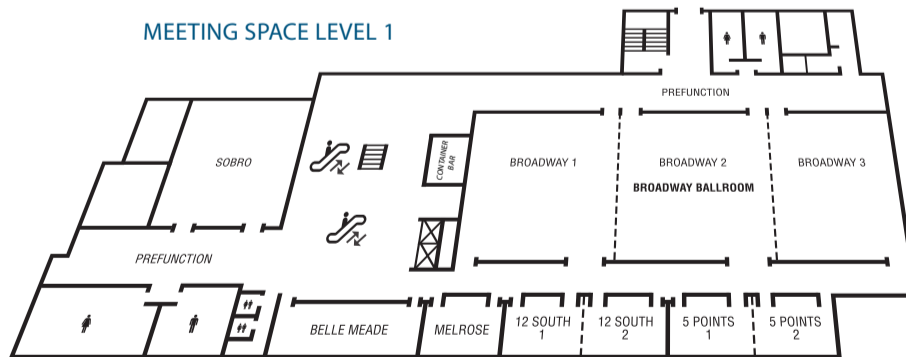 MEETING SPACE LEVEL 1
PREFUNCTION
SOBRO
CONTAINER
BAR
BROADWAY 1
BROADWAY 2
BROADWAY 3
BROADWAY BALLROOM
PREFUNCTION
BELLE MEADE
MELROSE
12 SOUTH
1
12 SOUTH
2
5 POINTS
1
5 POINTS
2